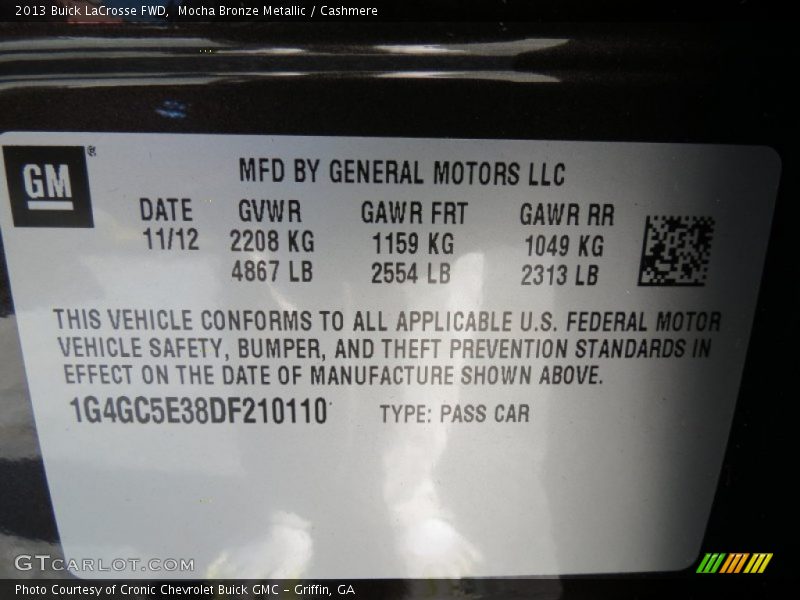 2013 Buick LaCrosse FWD, Mocha Bronze Metallic / Cashmere
GM ®
MFD BY GENERAL MOTORS LLC
DATE GVWR GAWR FRT GAWR RR
11/12 2208 KG 1159 KG 1049 KG
4867 LB 2554 LB 2313 LB
THIS VEHICLE CONFORMS TO ALL APPLICABLE U.S. FEDERAL MOTOR
VEHICLE SAFETY, BUMPER, AND THEFT PREVENTION STANDARDS IN
EFFECT ON THE DATE OF MANUFACTURE SHOWN ABOVE.
1G4GC5E38DF210110 TYPE: PASS CAR
GTCARLOT.COM
Photo Courtesy of Cronic Chevrolet Buick GMC – Griffin, GA